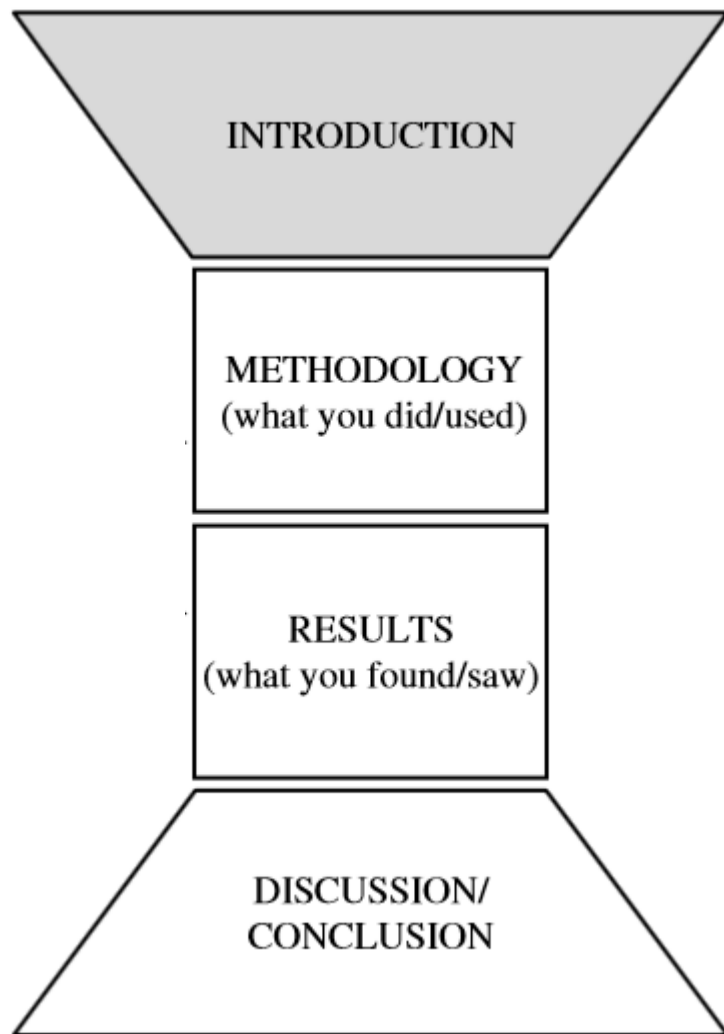 INTRODUCTION
METHODOLOGY
(what you did/used)
RESULTS
(what you found/saw)
DISCUSSION/
CONCLUSION